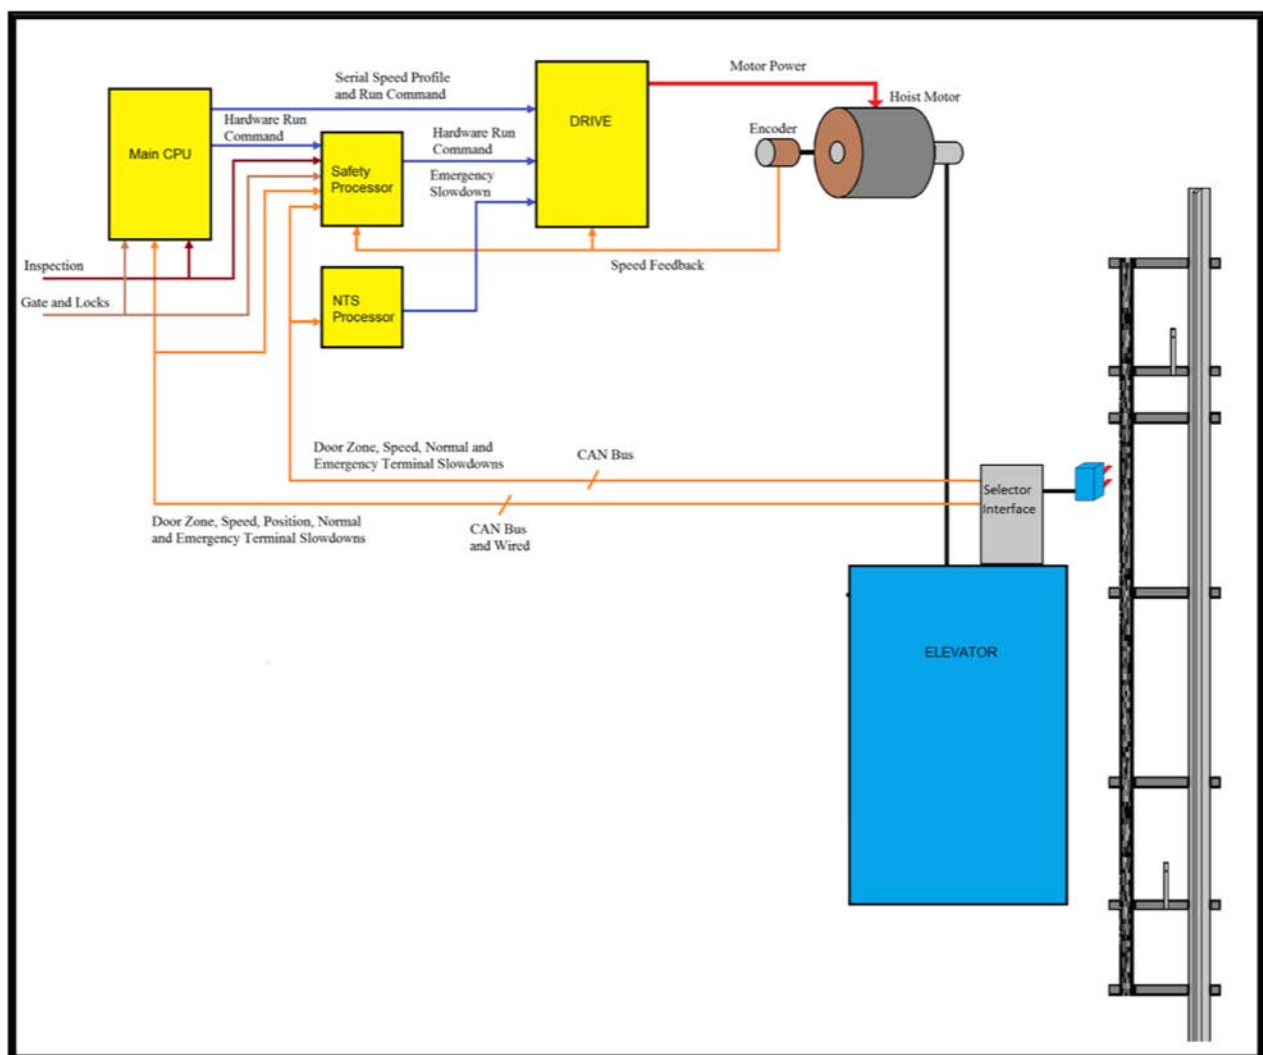 Serial Speed Profile
and Run Command
Motor Power
Hoist Motor
Hardware Run
Command
DRIVE
Encoder
Main CPU
Hardware Run
Command
Safety
Processor
Emergency
Slowdown
Inspection
Speed Feedback
Gate and Locks
NTS
Processor
Door Zone, Speed, Normal and
Emergency Terminal Slowdowns
CAN Bus
Selector
Interface
Door Zone, Speed, Position, Normal
and Emergency Terminal Slowdowns
CAN Bus
and Wired
ELEVATOR